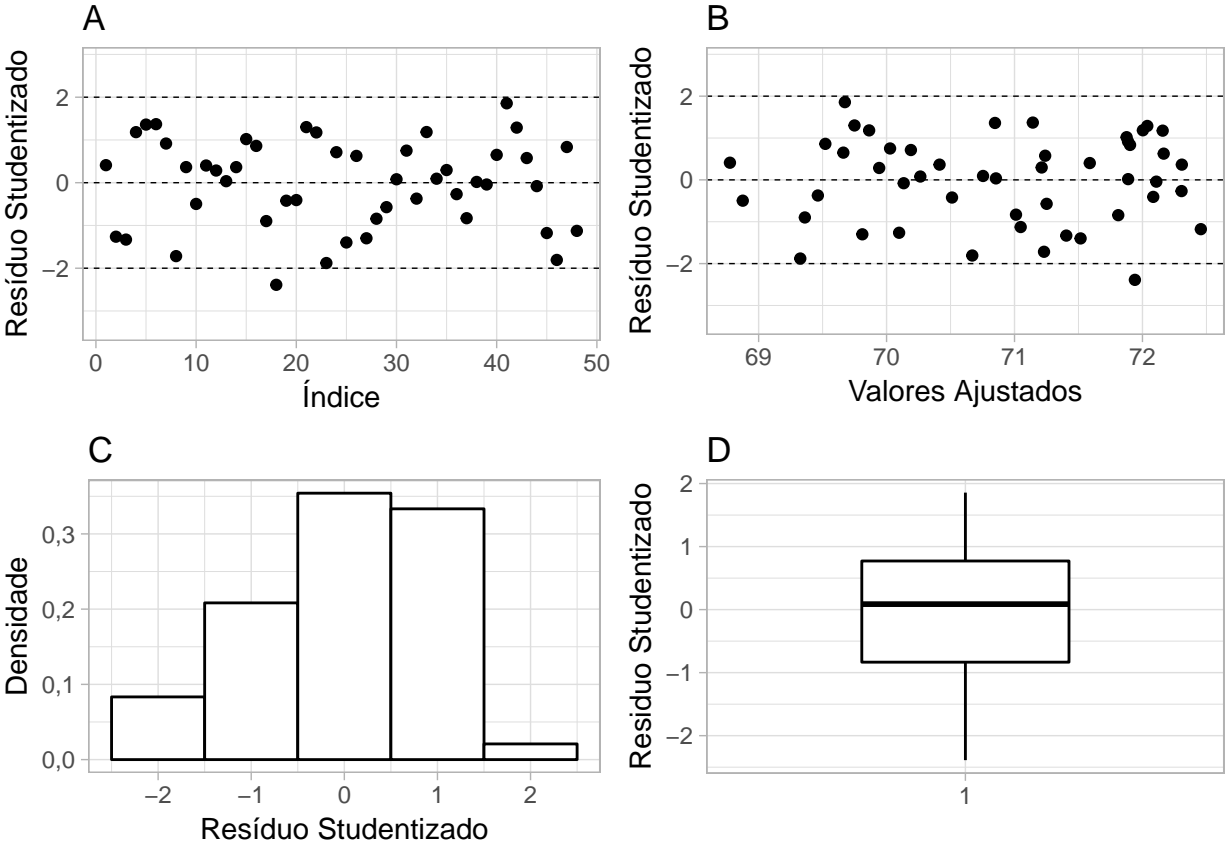 A
Resíduo Studentizado
2
0
−2
0
10
20
30
40
50
Índice
B
Resíduo Studentizado
2
0
−2
69
70
71
72
Valores Ajustados
C
Densidade
0,3
0,2
0,1
0,0
−2
−1
0
1
2
Resíduo Studentizado
D
Resíduo Studentizado
2
1
0
−1
−2
1